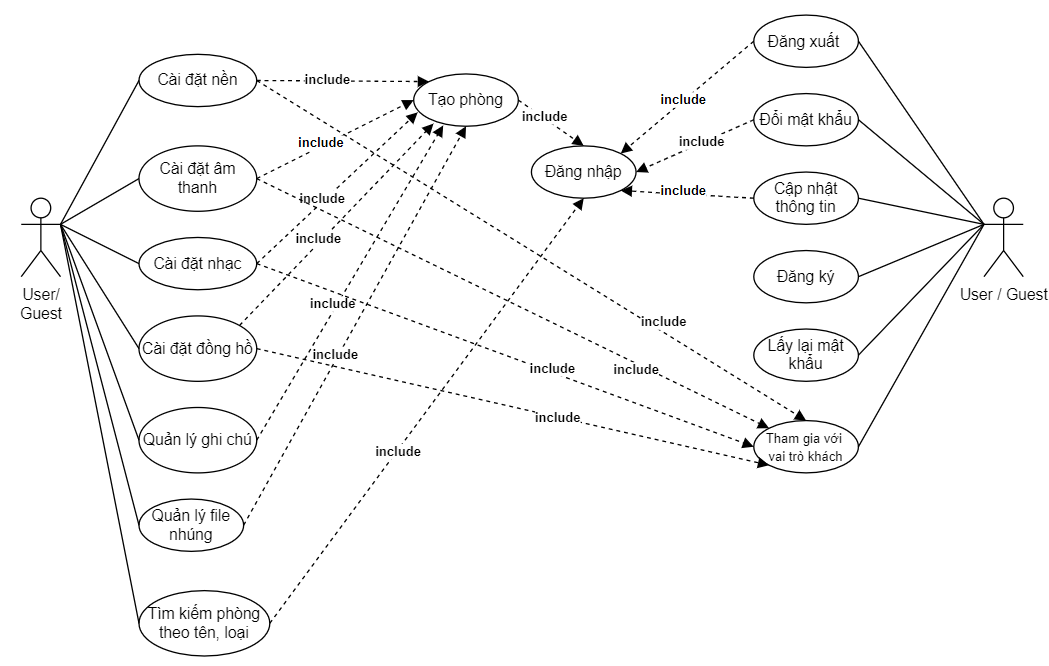 Đăng xuất
Cài đặt nền
include
Tạo phòng
include
include
Đổi mật khẩu
include
include
include
Cài đặt âm
thanh
Đăng nhập
include
Cập nhật
thông tin
include
include
Cài đặt nhạc
Đăng ký
User/
Guest
User / Guest
include
include
Cài đặt đồng hồ
include
Lấy lại mật
khẩu
include
include
include
Quản lý ghi chú
include
Tham gia với
vai trò khách
Quản lý file
nhúng
Tìm kiếm phòng
theo tên, loại